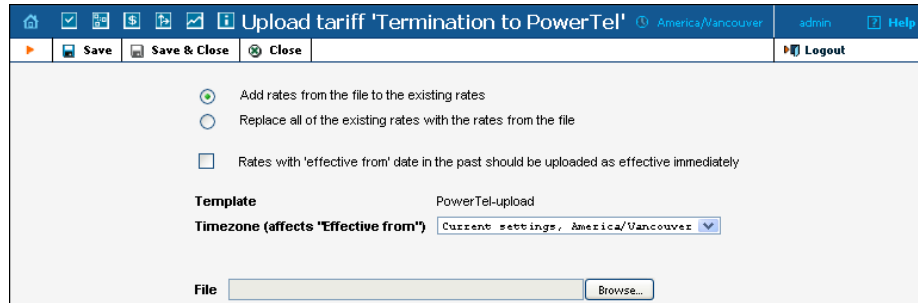 Upload tariff 'Termination to PowerTel' America/Vancouver admin ? Help
Save Save & Close Close Logout
Add rates from the file to the existing rates
Replace all of the existing rates with the rates from the file
Rates with 'effective from' date in the past should be uploaded as effective immediately
Template PowerTel-upload
Timezone (affects "Effective from") Current settings, America/Vancouver
File Browse...